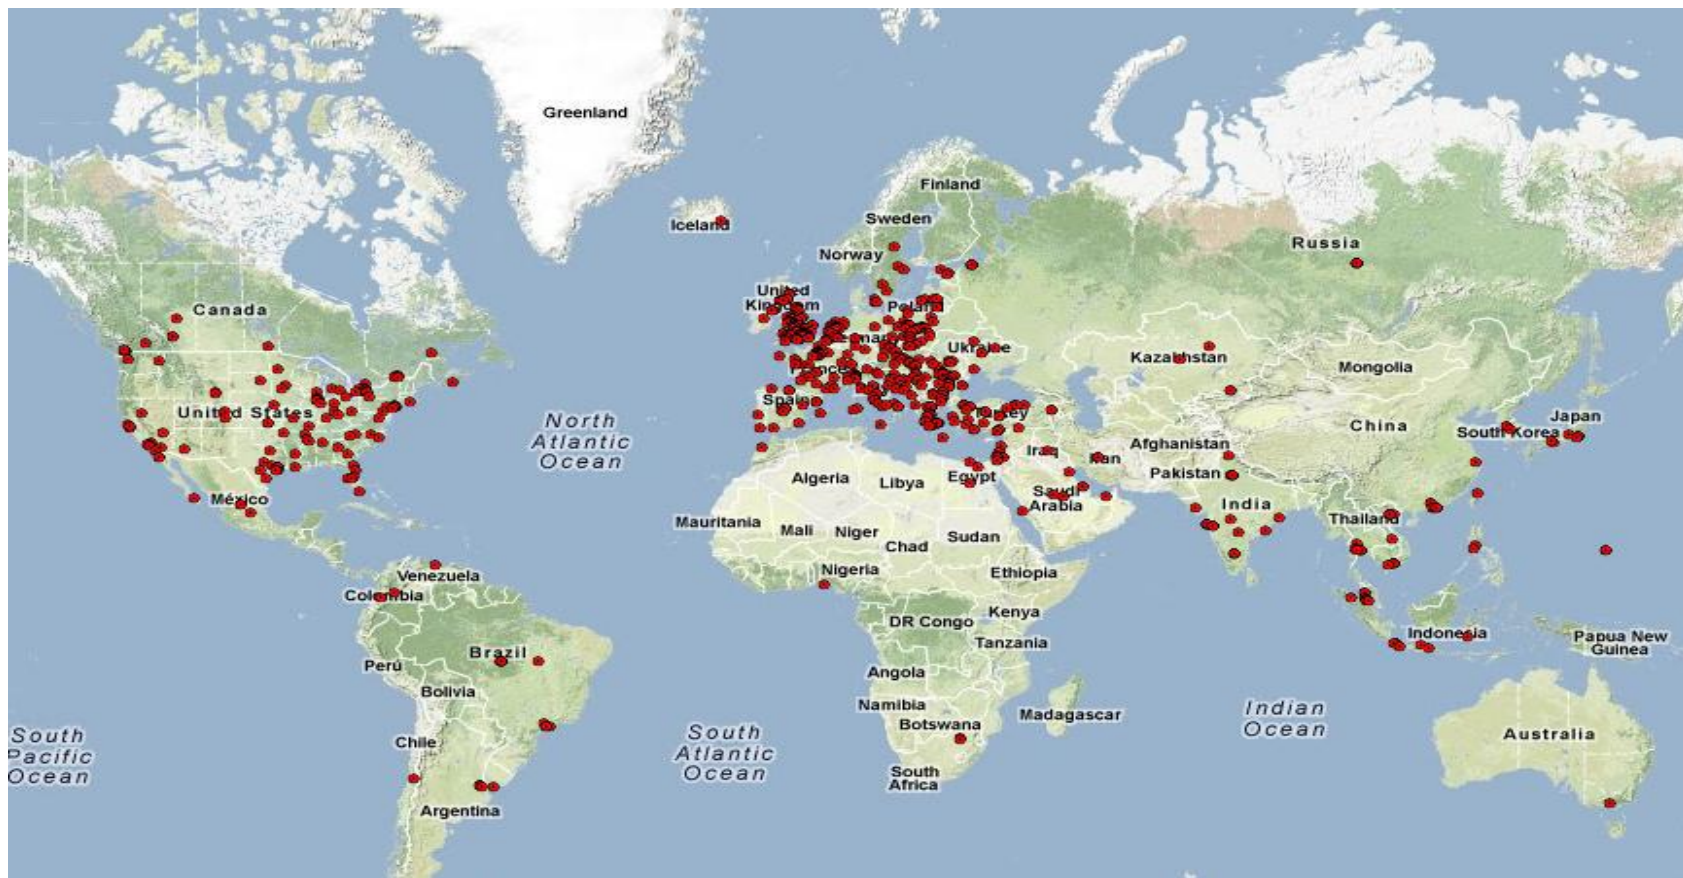 Greenland
Finland
Sweden
Iceland
Norway
Russia
United
Kingdom
Poland
Canada
Germany
Ukraine
Kazakhstan
Mongolia
France
Spain
United States
North
Atlantic
Ocean
Turkey
Japan
South Korea
China
Afghanistan
Iraq
Iran
Pakistan
Algeria
Libya
Egypt
Saudi
Arabia
México
India
Thailand
Mauritania
Mali
Niger
Chad
Sudan
Nigeria
Ethiopia
Venezuela
Colombia
Kenya
DR Congo
Tanzania
Indonesia
Papua New
Guinea
Brazil
Perú
Bolivia
Angola
Namibia
Botswana
Madagascar
Indian
Ocean
South
Pacific
Ocean
Chile
South
Atlantic
Ocean
Australia
South
Africa
Argentina